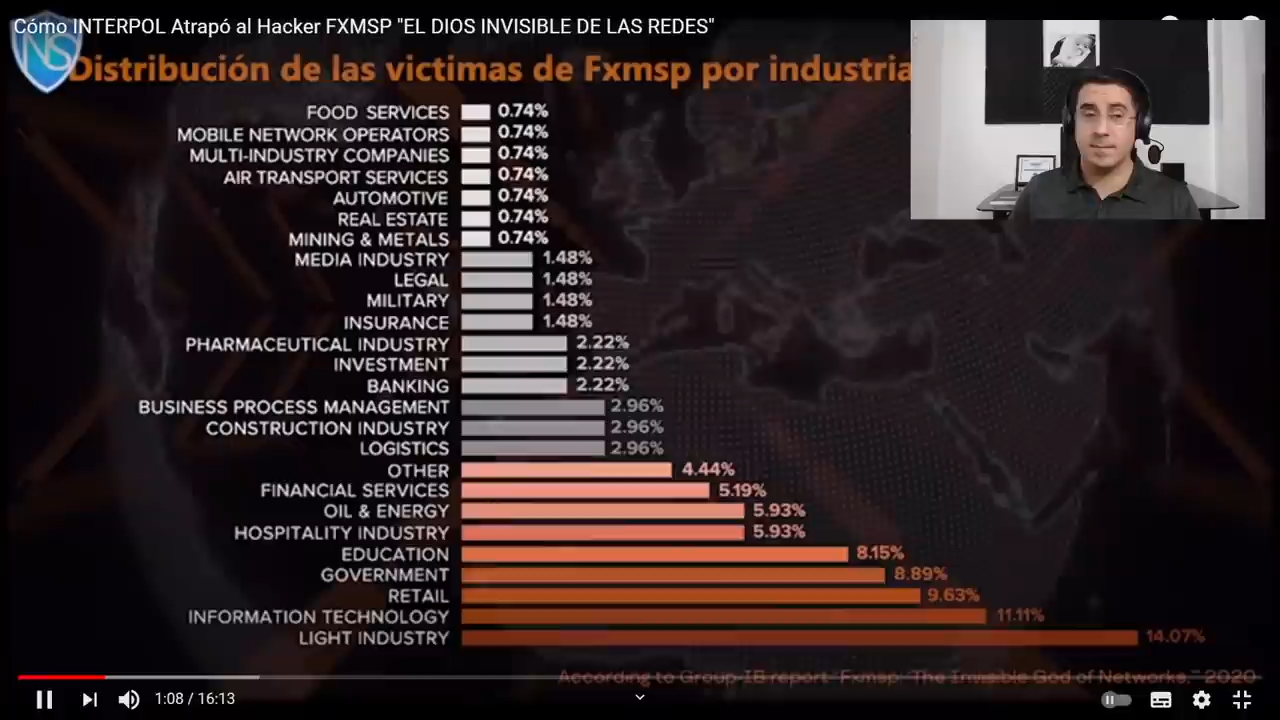 Cómo INTERPOL Atrapó al Hacker FXMSP "EL DIOS INVISIBLE DE LAS REDES"
NS
Distribución de las victimas de Fxmsp por industria
FOOD SERVICES 0.74%
MOBILE NETWORK OPERATORS 0.74%
MULTI-INDUSTRY COMPANIES 0.74%
AIR TRANSPORT SERVICES 0.74%
AUTOMOTIVE 0.74%
REAL ESTATE 0.74%
MINING & METALS 0.74%
MEDIA INDUSTRY 1.48%
LEGAL 1.48%
MILITARY 1.48%
INSURANCE 1.48%
PHARMACEUTICAL INDUSTRY 2.22%
INVESTMENT 2.22%
BANKING 2.22%
BUSINESS PROCESS MANAGEMENT 2.96%
CONSTRUCTION INDUSTRY 2.96%
LOGISTICS 2.96%
OTHER 4.44%
FINANCIAL SERVICES 5.19%
OIL & ENERGY 5.93%
HOSPITALITY INDUSTRY 5.93%
EDUCATION 8.15%
GOVERNMENT 8.89%
RETAIL 9.63%
INFORMATION TECHNOLOGY 11.11%
LIGHT INDUSTRY 14.07%
According to Group-IB report "Fxmsp: 'The Invisible God of Networks,'" 2020
1:08 / 16:13